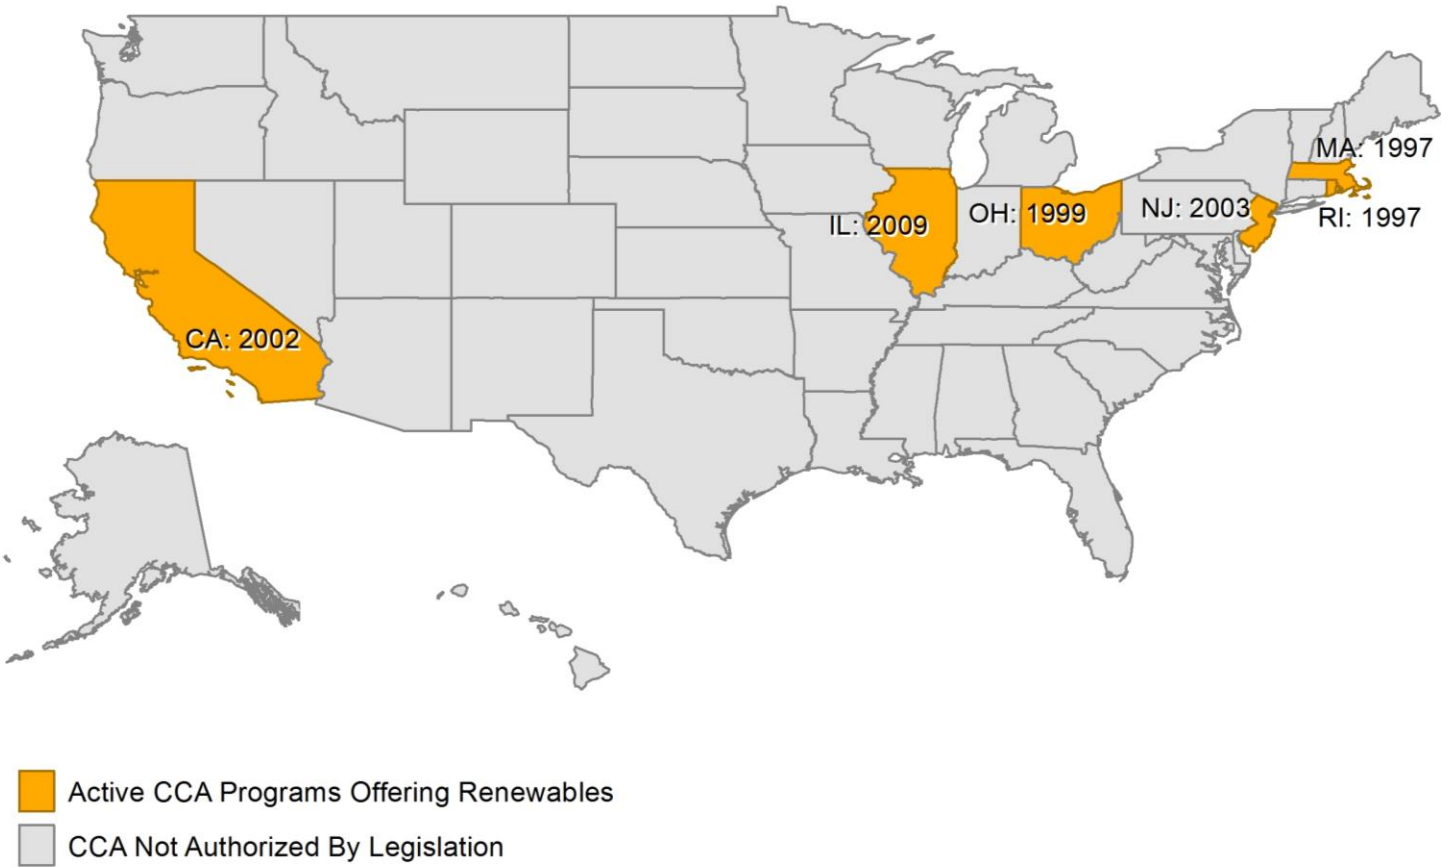 MA: 1997
IL: 2009
OH: 1999
NJ: 2003
RI: 1997
CA: 2002
Active CCA Programs Offering Renewables
CCA Not Authorized By Legislation